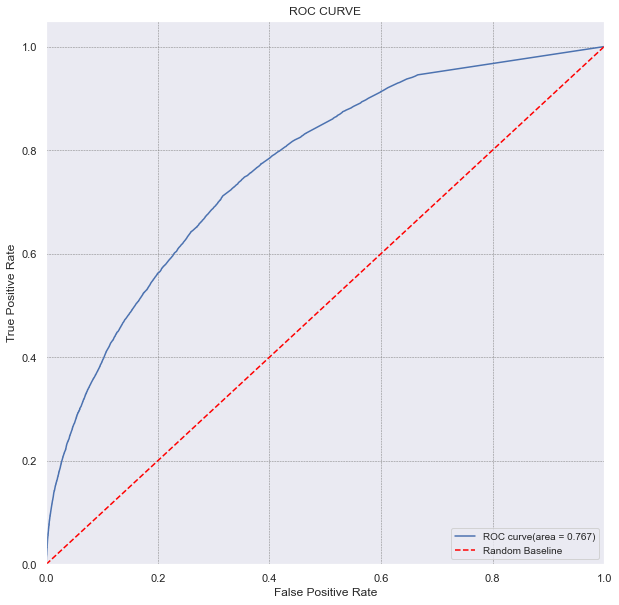 ROC CURVE
1.0
0.8
0.6
0.4
0.2
0.0
True Positive Rate
0.0 0.2 0.4 0.6 0.8 1.0
False Positive Rate
ROC curve(area = 0.767)
Random Baseline